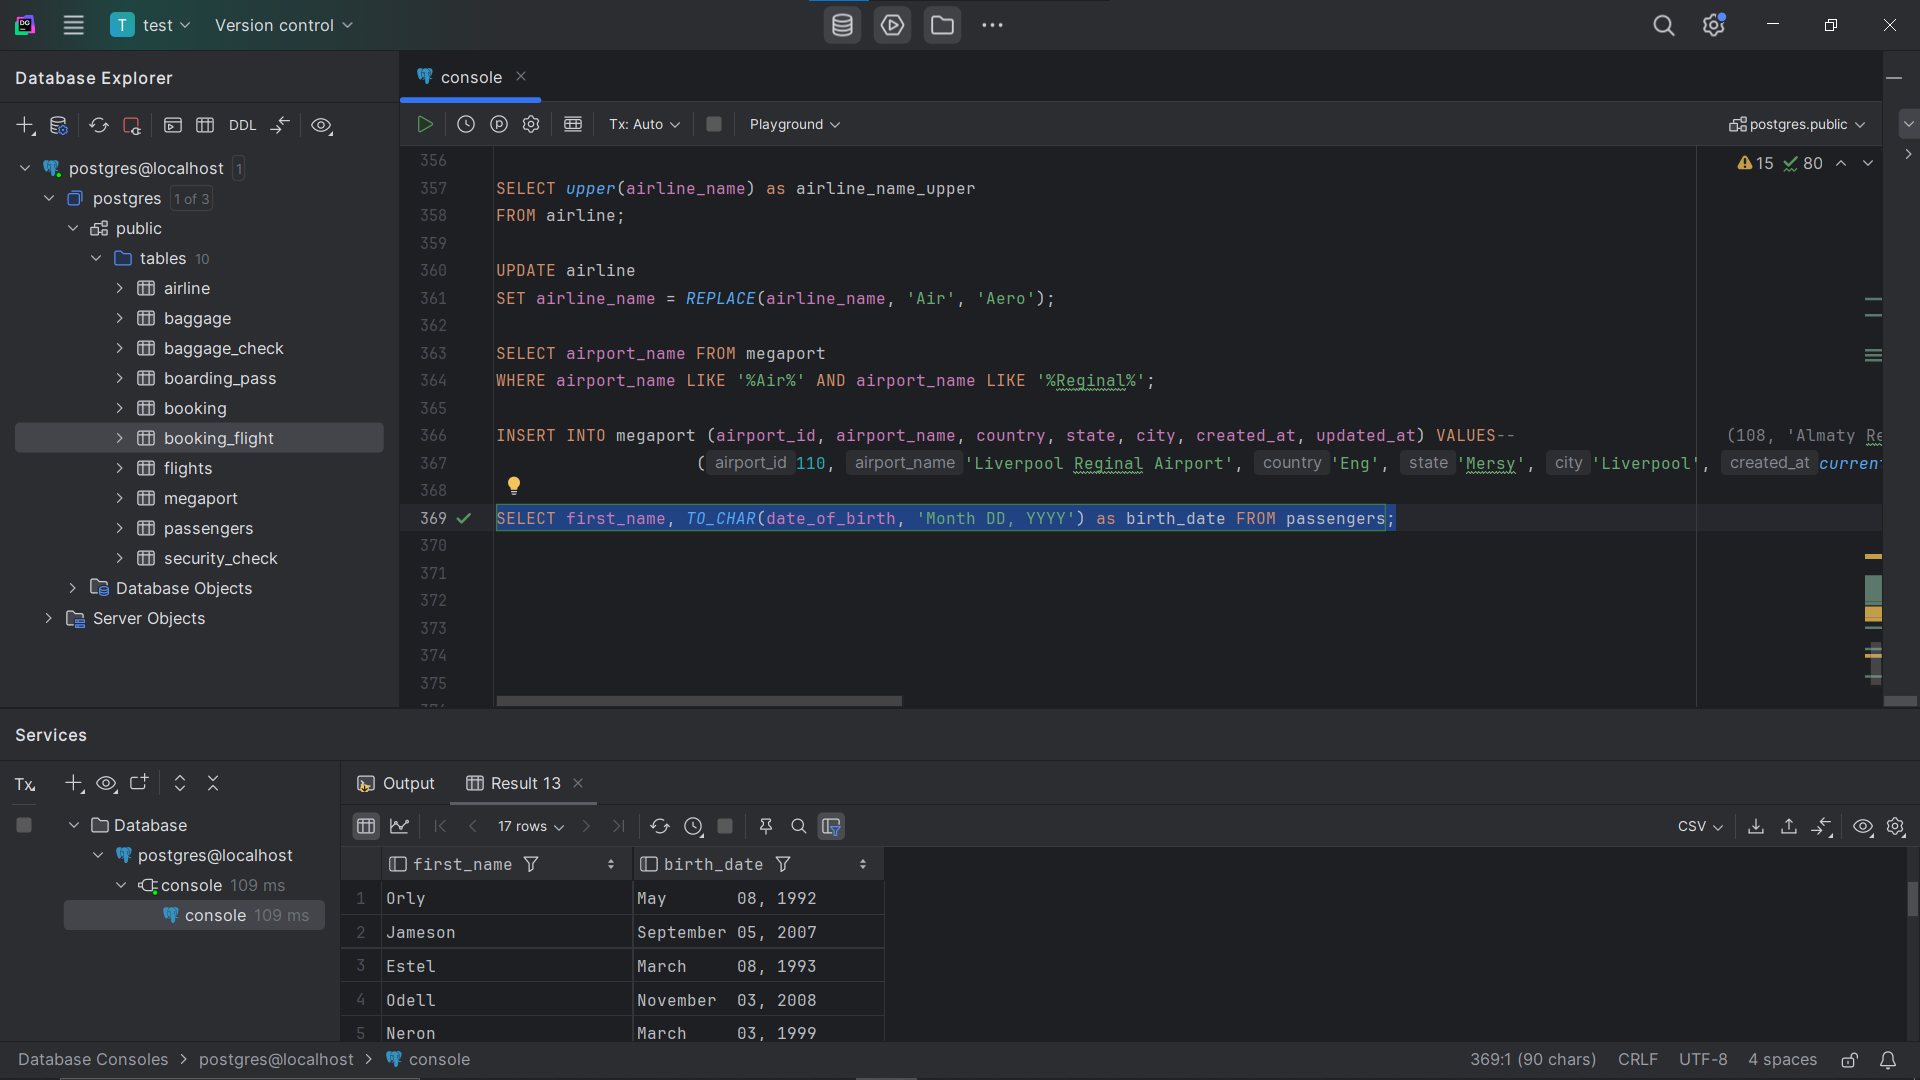 test
Version control
Database Explorer
console
DDL
Tx: Auto
Playground
postgres.public
postgres@localhost 1
postgres 1 of 3
public
tables 10
airline
baggage
baggage_check
boarding_pass
booking
booking_flight
flights
megaport
passengers
security_check
Database Objects
Server Objects
15 80
356
357 SELECT upper(airline_name) as airline_name_upper
358 FROM airline;
359
360 UPDATE airline
361 SET airline_name = REPLACE(airline_name, 'Air', 'Aero');
362
363 SELECT airport_name FROM megaport
364 WHERE airport_name LIKE '%Air%' AND airport_name LIKE '%Reginal%';
365
366 INSERT INTO megaport (airport_id, airport_name, country, state, city, created_at, updated_at) VALUES-- (108, 'Almaty Re
367 ( airport_id 110, airport_name 'Liverpool Reginal Airport', country 'Eng', state 'Mersy', city 'Liverpool', created_at curren
368
369 SELECT first_name, TO_CHAR(date_of_birth, 'Month DD, YYYY') as birth_date FROM passengers;
370
371
372
373
374
375
Services
Tx
Database
postgres@localhost
console 109 ms
console 109 ms
Output
Result 13
17 rows
CSV
first_name birth_date
1 Orly May 08, 1992
2 Jameson September 05, 2007
3 Estel March 08, 1993
4 Odell November 03, 2008
5 Neron March 03, 1999
Database Consoles > postgres@localhost > console
369:1 (90 chars) CRLF UTF-8 4 spaces